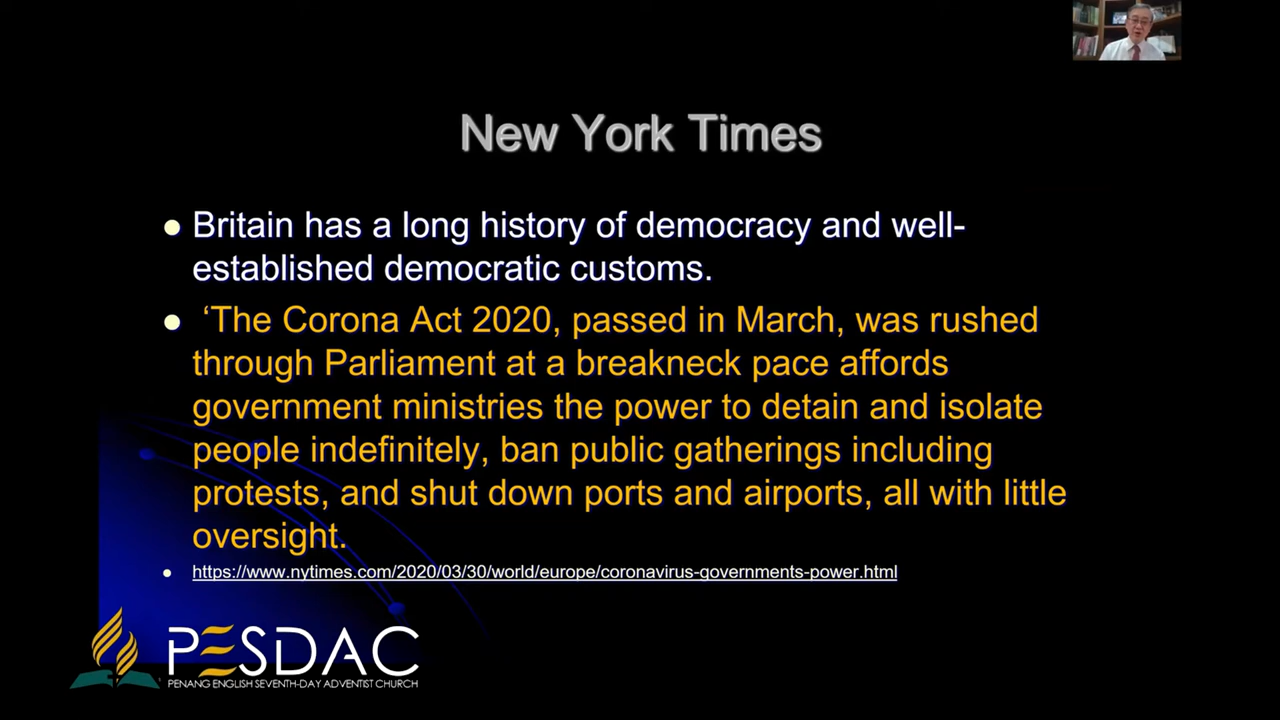 New York Times
Britain has a long history of democracy and well-
established democratic customs.
‘The Corona Act 2020, passed in March, was rushed
through Parliament at a breakneck pace affords
government ministries the power to detain and isolate
people indefinitely, ban public gatherings including
protests, and shut down ports and airports, all with little
oversight.
https://www.nytimes.com/2020/03/30/world/europe/coronavirus-governments-power.html
PESDAC
PENANG ENGLISH SEVENTH-DAY ADVENTIST CHURCH